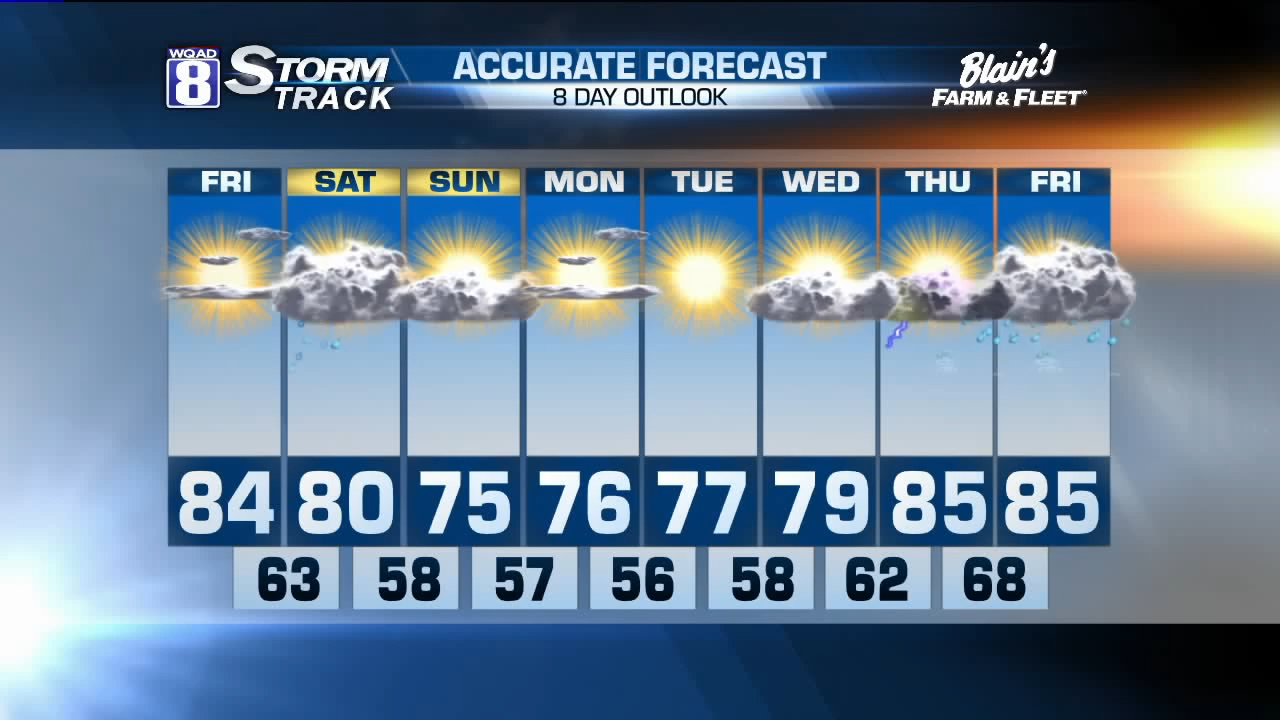 WQAD
8
STORM
TRACK
ACCURATE FORECAST
8 DAY OUTLOOK
Blain's
FARM & FLEET®
FRI SAT SUN MON TUE WED THU FRI
84 80 75 76 77 79 85 85
63 58 57 56 58 62 68